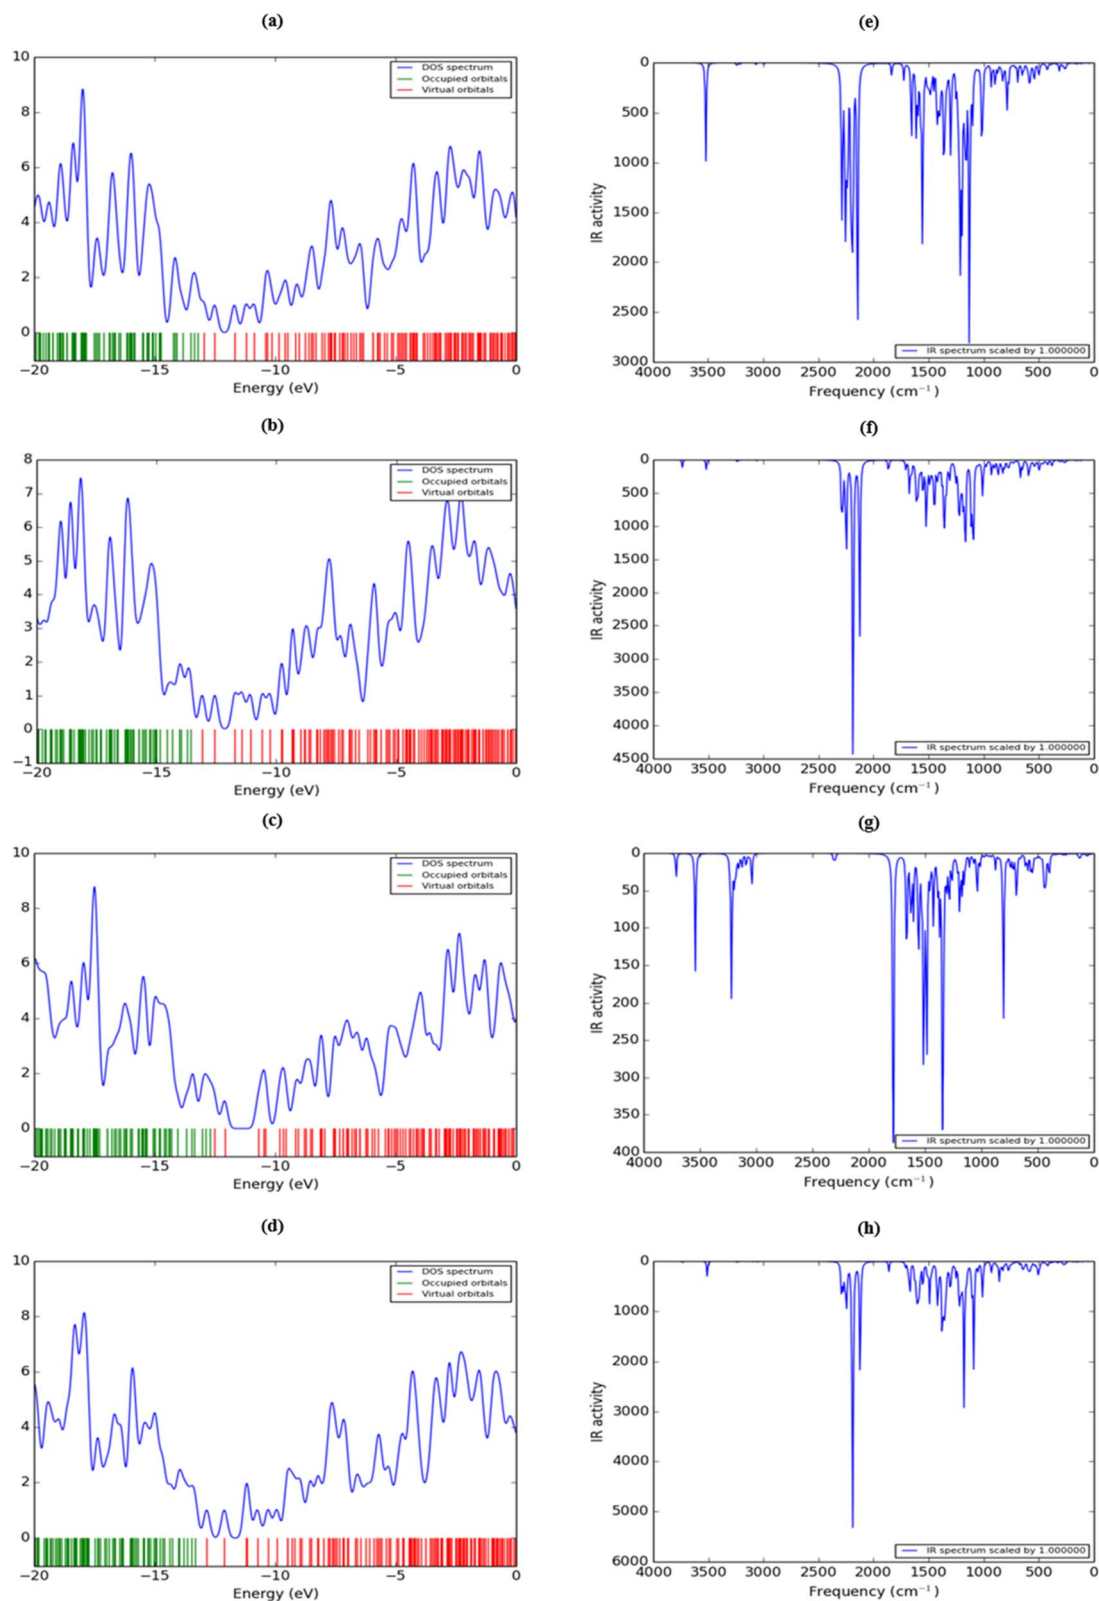 (a)
10
8
6
4
2
0
DOS spectrum
Occupied orbitals
Virtual orbitals
−20 −15 −10 −5 0
Energy (eV)
(e)
0
500
1000
1500
2000
2500
3000
IR activity
IR spectrum scaled by 1.000000
4000 3500 3000 2500 2000 1500 1000 500 0
Frequency (cm⁻¹)
(b)
8
7
6
5
4
3
2
1
0
−1
DOS spectrum
Occupied orbitals
Virtual orbitals
−20 −15 −10 −5 0
Energy (eV)
(f)
0
500
1000
1500
2000
2500
3000
3500
4000
4500
IR activity
IR spectrum scaled by 1.000000
4000 3500 3000 2500 2000 1500 1000 500 0
Frequency (cm⁻¹)
(c)
10
8
6
4
2
0
DOS spectrum
Occupied orbitals
Virtual orbitals
−20 −15 −10 −5 0
Energy (eV)
(g)
0
50
100
150
200
250
300
350
400
IR activity
IR spectrum scaled by 1.000000
4000 3500 3000 2500 2000 1500 1000 500 0
Frequency (cm⁻¹)
(d)
10
8
6
4
2
0
DOS spectrum
Occupied orbitals
Virtual orbitals
−20 −15 −10 −5 0
Energy (eV)
(h)
0
1000
2000
3000
4000
5000
6000
IR activity
IR spectrum scaled by 1.000000
4000 3500 3000 2500 2000 1500 1000 500 0
Frequency (cm⁻¹)